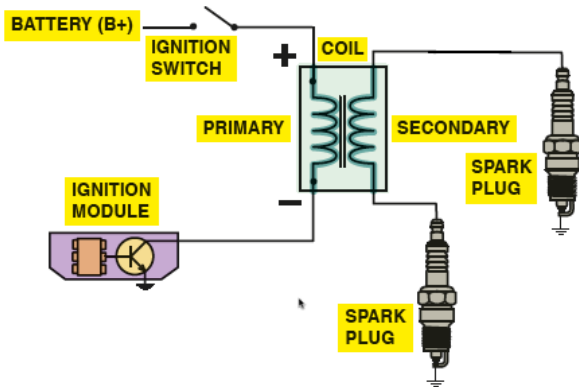 BATTERY (B+)
IGNITION
SWITCH
+
COIL
PRIMARY
SECONDARY
SPARK
PLUG
IGNITION
MODULE
−
SPARK
PLUG